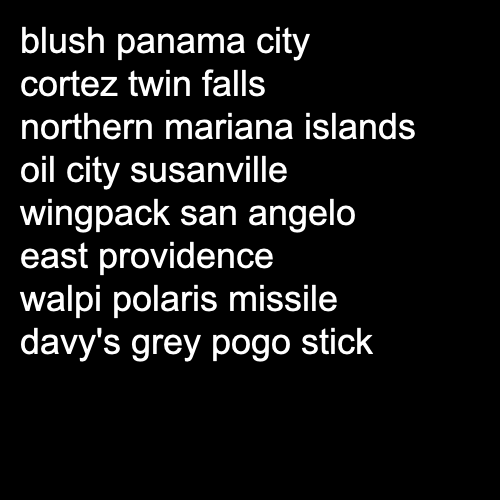 blush panama city
cortez twin falls
northern mariana islands
oil city susanville
wingpack san angelo
east providence
walpi polaris missile
davy's grey pogo stick